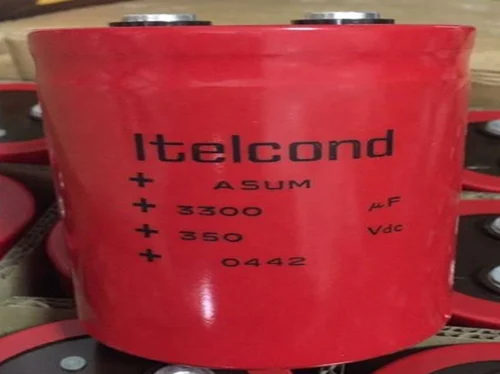 Itelcond
+ ASUM
+ 3300 µF
+ 350 Vdc
+ 0442